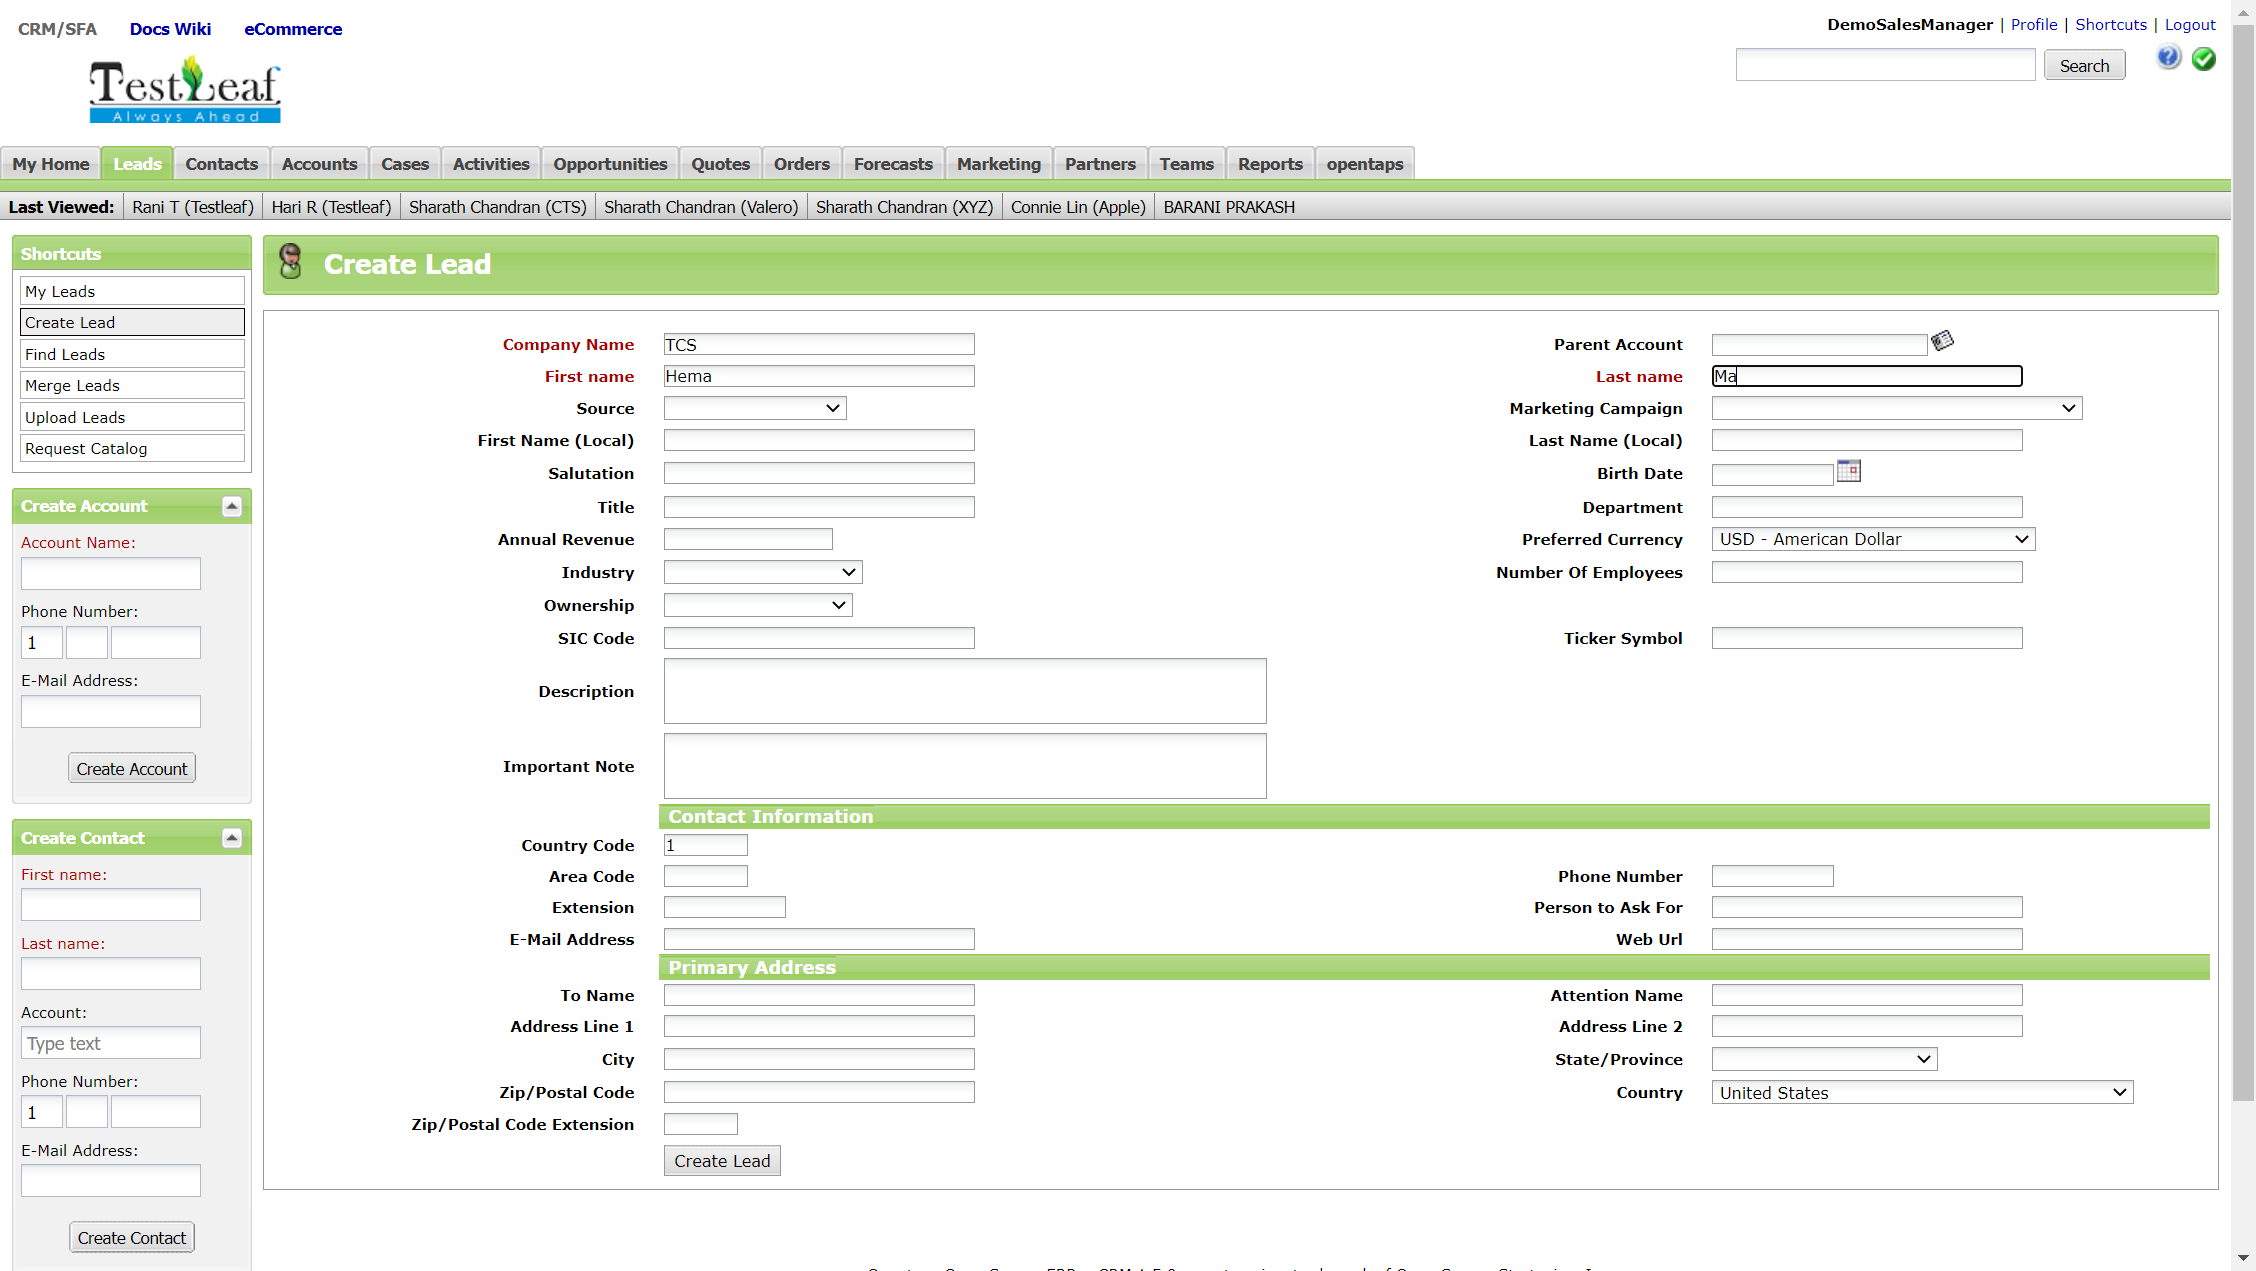 CRM/SFA Docs Wiki eCommerce
DemoSalesManager | Profile | Shortcuts | Logout
Search
TestLeaf
Always Ahead
My Home Leads Contacts Accounts Cases Activities Opportunities Quotes Orders Forecasts Marketing Partners Teams Reports opentaps
Last Viewed: Rani T (Testleaf) Hari R (Testleaf) Sharath Chandran (CTS) Sharath Chandran (Valero) Sharath Chandran (XYZ) Connie Lin (Apple) BARANI PRAKASH
Shortcuts
My Leads
Create Lead
Find Leads
Merge Leads
Upload Leads
Request Catalog
Create Account
Account Name:
Phone Number:
1
E-Mail Address:
Create Account
Create Contact
First name:
Last name:
Account:
Type text
Phone Number:
1
E-Mail Address:
Create Contact
Create Lead
Company Name TCS Parent Account
First name Hema Last name Ma
Source Marketing Campaign
First Name (Local) Last Name (Local)
Salutation Birth Date
Title Department
Annual Revenue Preferred Currency USD - American Dollar
Industry Number Of Employees
Ownership
SIC Code Ticker Symbol
Description
Important Note
Contact Information
Country Code 1
Area Code Phone Number
Extension Person to Ask For
E-Mail Address Web Url
Primary Address
To Name Attention Name
Address Line 1 Address Line 2
City State/Province
Zip/Postal Code Country United States
Zip/Postal Code Extension
Create Lead